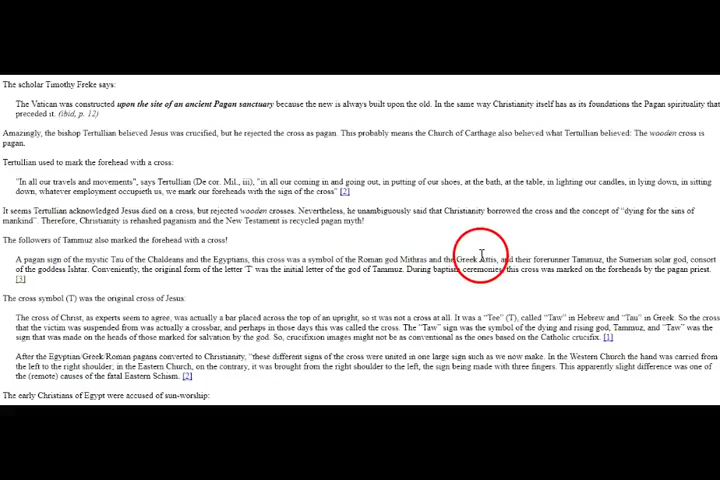 The scholar Timothy Freke says:
The Vatican was constructed upon the site of an ancient Pagan sanctuary because the new is always built upon the old. In the same way Christianity itself has as its foundations the Pagan spirituality that
preceded it. (ibid, p. 12)
Amazingly, the bishop Tertullian believed Jesus was crucified, but he rejected the cross as pagan. This probably means the Church of Carthage also believed what Tertullian believed: The wooden cross is
pagan.
Tertullian used to mark the forehead with a cross:
"In all our travels and movements", says Tertullian (De cor. Mil., iii), "in all our coming in and going out, in putting of our shoes, at the bath, at the table, in lighting our candles, in lying down, in sitting
down, whatever employment occupieth us, we mark our foreheads with the sign of the cross" [2]
It seems Tertullian acknowledged Jesus died on a cross, but rejected wooden crosses. Nevertheless, he unambiguously said that Christianity borrowed the cross and the concept of “dying for the sins of
mankind”. Therefore, Christianity is rehashed paganism and the New Testament is recycled pagan myth!
The followers of Tammuz also marked the forehead with a cross!
A pagan sign of the mystic Tau of the Chaldeans and the Egyptians, this cross was a symbol of the Roman god Mithras and the Greek Attis, and their forerunner Tammuz, the Sumerian solar god, consort
of the goddess Ishtar. Conveniently, the original form of the letter 'T' was the initial letter of the god of Tammuz. During baptism ceremonies, this cross was marked on the foreheads by the pagan priest.
[3]
The cross symbol (T) was the original cross of Jesus:
The cross of Christ, as experts seem to agree, was actually a bar placed across the top of an upright, so it was not a cross at all. It was a “Tee” (T), called “Taw” in Hebrew and “Tau” in Greek. So the cross
that the victim was suspended from was actually a crossbar, and perhaps in those days this was called the cross. The “Taw” sign was the symbol of the dying and rising god, Tammuz, and “Taw” was the
sign that was made on the heads of those marked for salvation by the god. So, crucifixion images might not be as conventional as the ones based on the Catholic crucifix. [1]
After the Egyptian/Greek/Roman pagans converted to Christianity, “these different signs of the cross were united in one large sign such as we now make. In the Western Church the hand was carried from
the left to the right shoulder; in the Eastern Church, on the contrary, it was brought from the right shoulder to the left, the sign being made with three fingers. This apparently slight difference was one of
the (remote) causes of the fatal Eastern Schism. [2]
The early Christians of Egypt were accused of sun-worship: